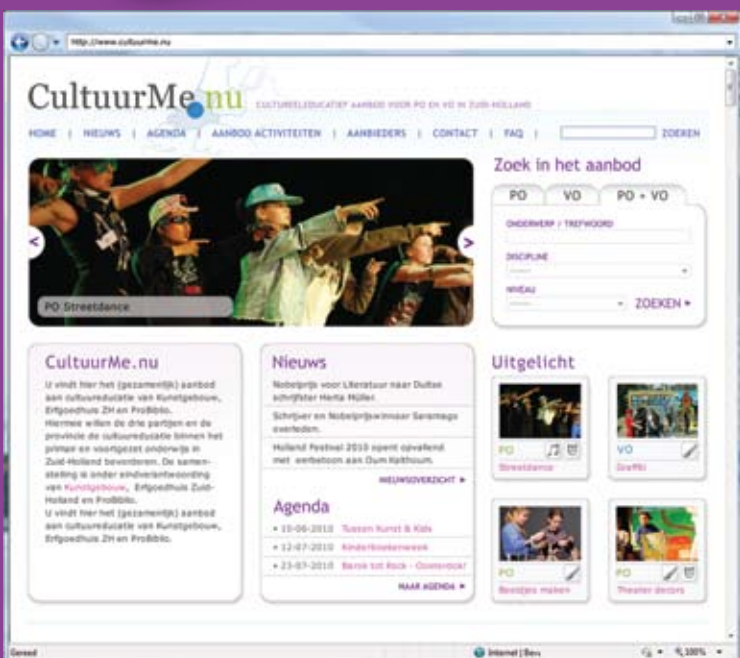 http://www.cultuurme.nu
CultuurMe.nu
CULTUREELEDUCATIEF AANBOD VOOR PO EN VO IN ZUID-HOLLAND
HOME | NIEUWS | AGENDA | AANBOD ACTIVITEITEN | AANBIEDERS | CONTACT | FAQ | ZOEKEN
PO Streetdance
Zoek in het aanbod
PO VO PO + VO
ONDERWERP / TREFWOORD
DISCIPLINE
NIVEAU
ZOEKEN
CultuurMe.nu
U vindt hier het (gezamenlijk) aanbod
aan cultuureducatie van Kunstgebouw,
Erfgoedhuis ZH en ProBiblio.
Hiermee willen de drie partijen en de
provincie de cultuureducatie binnen het
primair en voortgezet onderwijs in
Zuid-Holland bevorderen. De samen-
stelling is onder eindverantwoording
van Kunstgebouw, Erfgoedhuis Zuid-
Holland en ProBiblio.
U vindt hier het (gezamenlijk) aanbod
aan cultuureducatie van Kunstgebouw,
Erfgoedhuis ZH en ProBiblio.
Nieuws
Nobelprijs voor Literatuur naar Duitse
schrijfster Herta Müller.
Schrijver en Nobelprijswinnaar Saramago
overleden.
Holland Festival 2010 opent opvallend
met eerbetoon aan Oum Kalthoum.
NIEUWSOVERZICHT
Agenda
• 10-06-2010 Tussen Kunst & Kids
• 12-07-2010 Kinderboekenweek
• 23-07-2010 Barok tot Rock - Oosterock!
NAAR AGENDA
Uitgelicht
PO
Streetdance
VO
Graffiti
PO
Beeldjes maken
PO
Theater decors
Gereed
Internet | Bev
100%